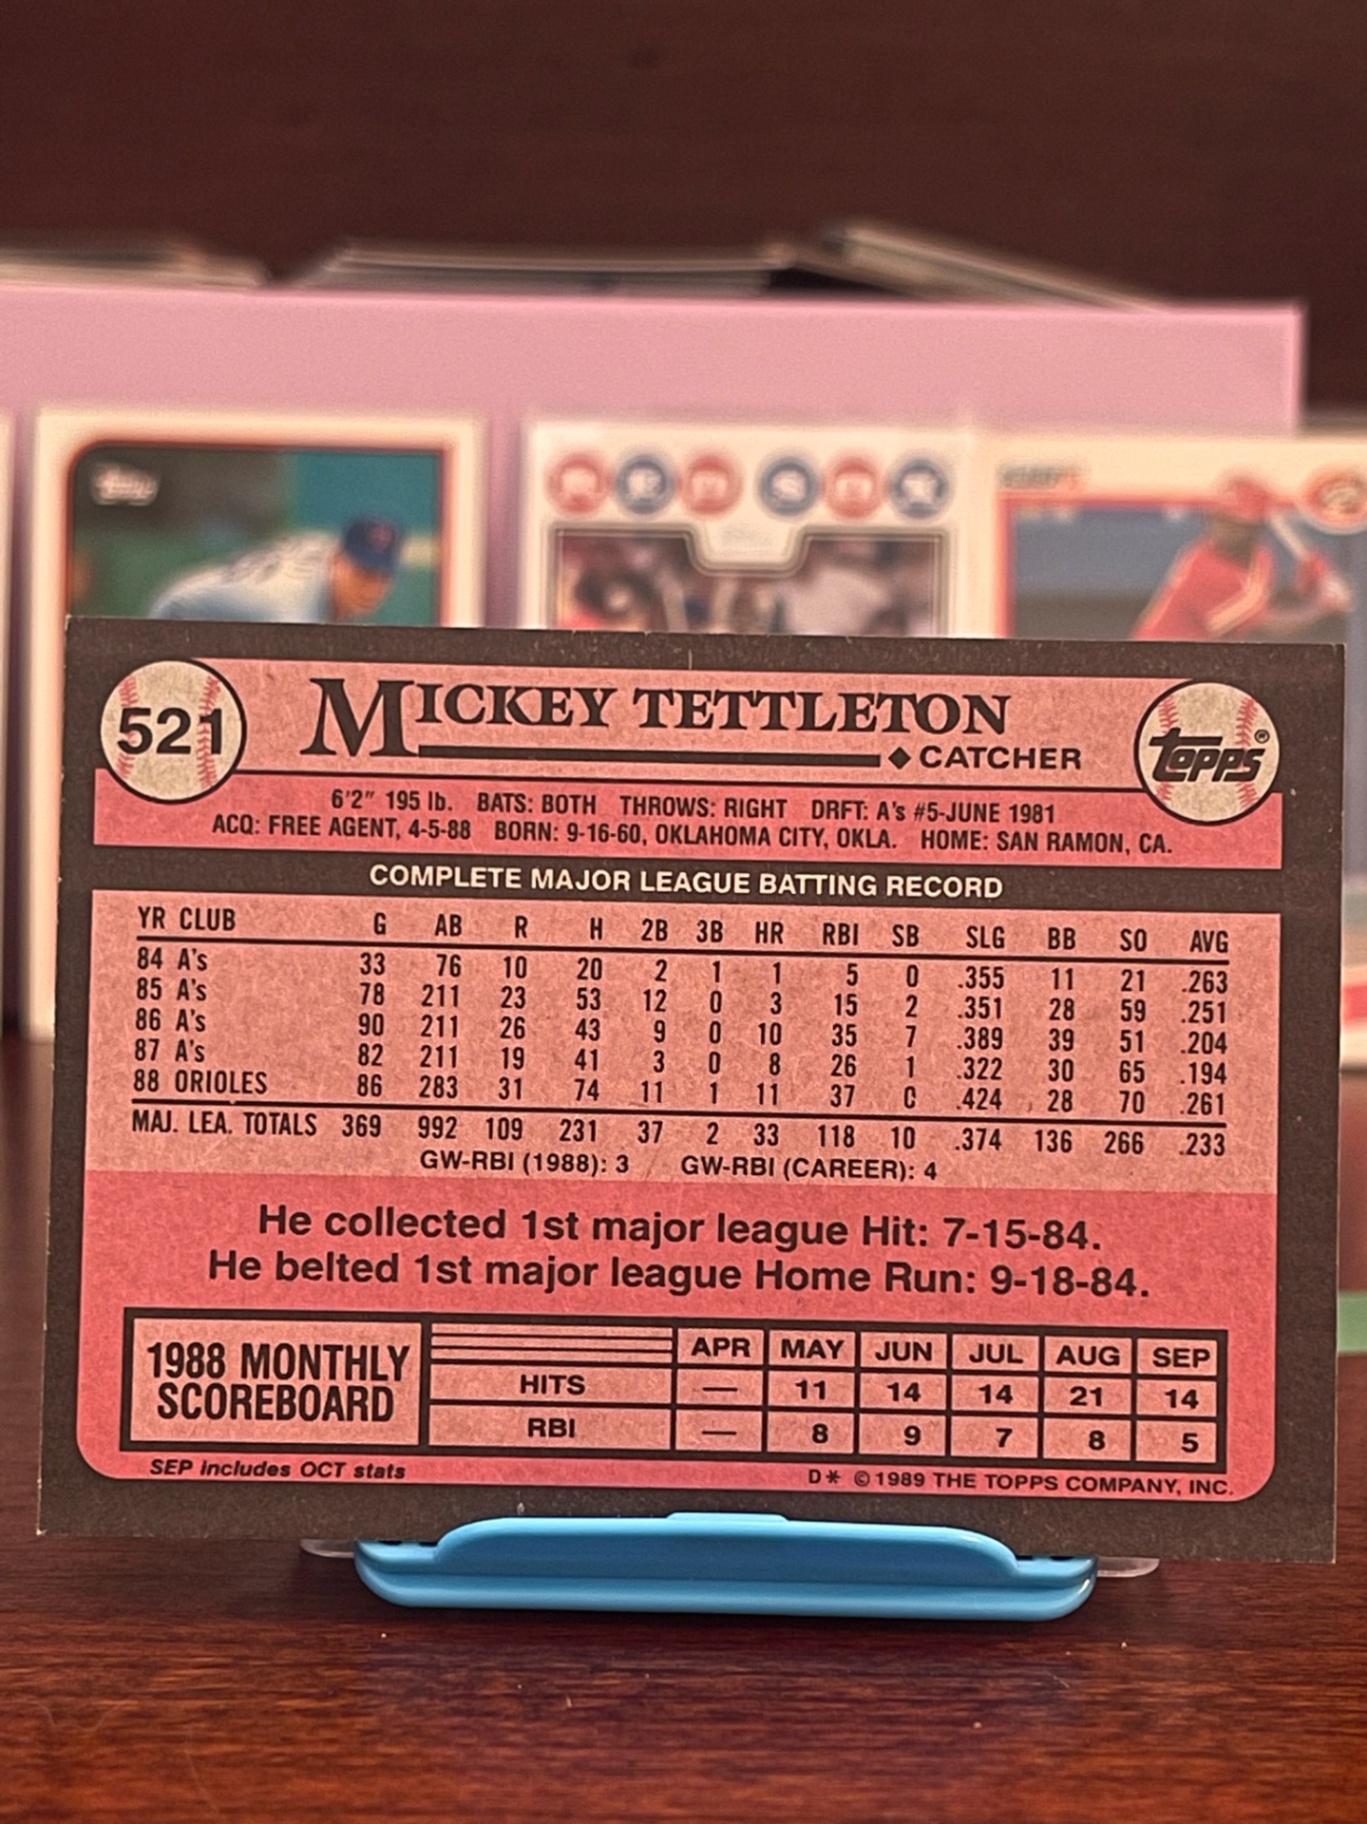 Topps
RED SOX
521
MICKEY TETTLETON
◆ CATCHER
topps®
6'2" 195 lb. BATS: BOTH THROWS: RIGHT DRFT: A's #5-JUNE 1981
ACQ: FREE AGENT, 4-5-88 BORN: 9-16-60, OKLAHOMA CITY, OKLA. HOME: SAN RAMON, CA.
COMPLETE MAJOR LEAGUE BATTING RECORD
YR CLUB G AB R H 2B 3B HR RBI SB SLG BB SO AVG
84 A's 33 76 10 20 2 1 1 5 0 .355 11 21 .263
85 A's 78 211 23 53 12 0 3 15 2 .351 28 59 .251
86 A's 90 211 26 43 9 0 10 35 7 .389 39 51 .204
87 A's 82 211 19 41 3 0 8 26 1 .322 30 65 .194
88 ORIOLES 86 283 31 74 11 1 11 37 0 .424 28 70 .261
MAJ. LEA. TOTALS 369 992 109 231 37 2 33 118 10 .374 136 266 .233
GW-RBI (1988): 3 GW-RBI (CAREER): 4
He collected 1st major league Hit: 7-15-84.
He belted 1st major league Home Run: 9-18-84.
1988 MONTHLY
SCOREBOARD
APR MAY JUN JUL AUG SEP
HITS — 11 14 14 21 14
RBI — 8 9 7 8 5
SEP includes OCT stats
D* © 1989 THE TOPPS COMPANY, INC.